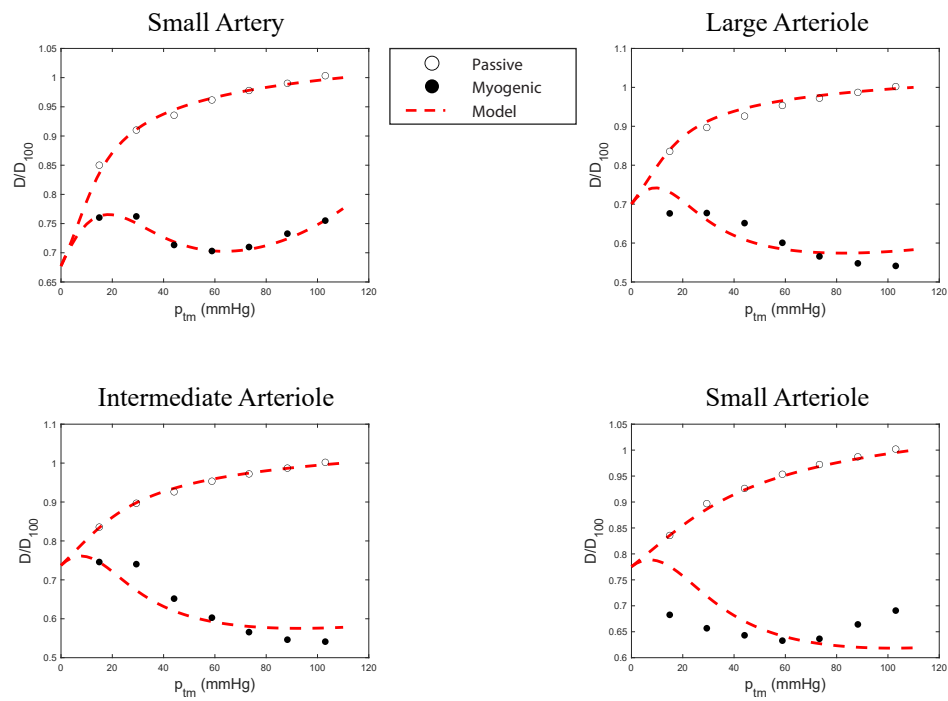 Small Artery
1.05
1
0.95
0.9
0.85
0.8
0.75
0.7
0.65
D/D100
0 20 40 60 80 100 120
ptm (mmHg)
Passive
Myogenic
Model
Large Arteriole
1.1
1
0.9
0.8
0.7
0.6
0.5
D/D100
0 20 40 60 80 100 120
ptm (mmHg)
Intermediate Arteriole
1.1
1
0.9
0.8
0.7
0.6
0.5
D/D100
0 20 40 60 80 100 120
ptm (mmHg)
Small Arteriole
1.05
1
0.95
0.9
0.85
0.8
0.75
0.7
0.65
0.6
D/D100
0 20 40 60 80 100 120
ptm (mmHg)